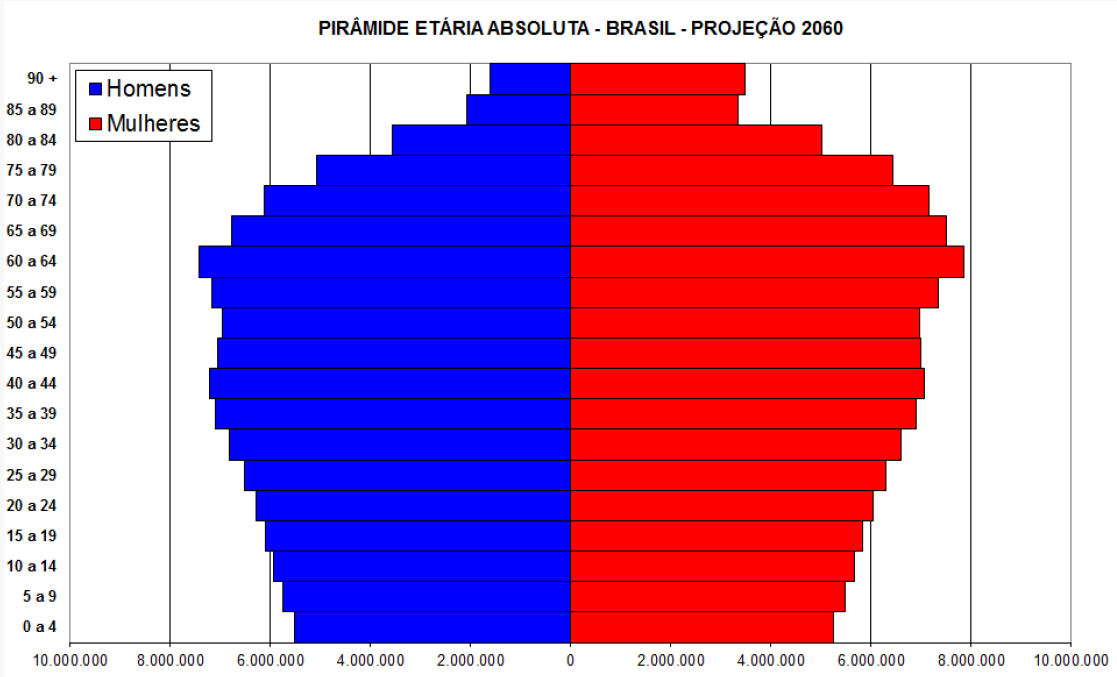 PIRÂMIDE ETÁRIA ABSOLUTA - BRASIL - PROJEÇÃO 2060
Homens
Mulheres
90 +
85 a 89
80 a 84
75 a 79
70 a 74
65 a 69
60 a 64
55 a 59
50 a 54
45 a 49
40 a 44
35 a 39
30 a 34
25 a 29
20 a 24
15 a 19
10 a 14
5 a 9
0 a 4
10.000.000 8.000.000 6.000.000 4.000.000 2.000.000 0 2.000.000 4.000.000 6.000.000 8.000.000 10.000.000